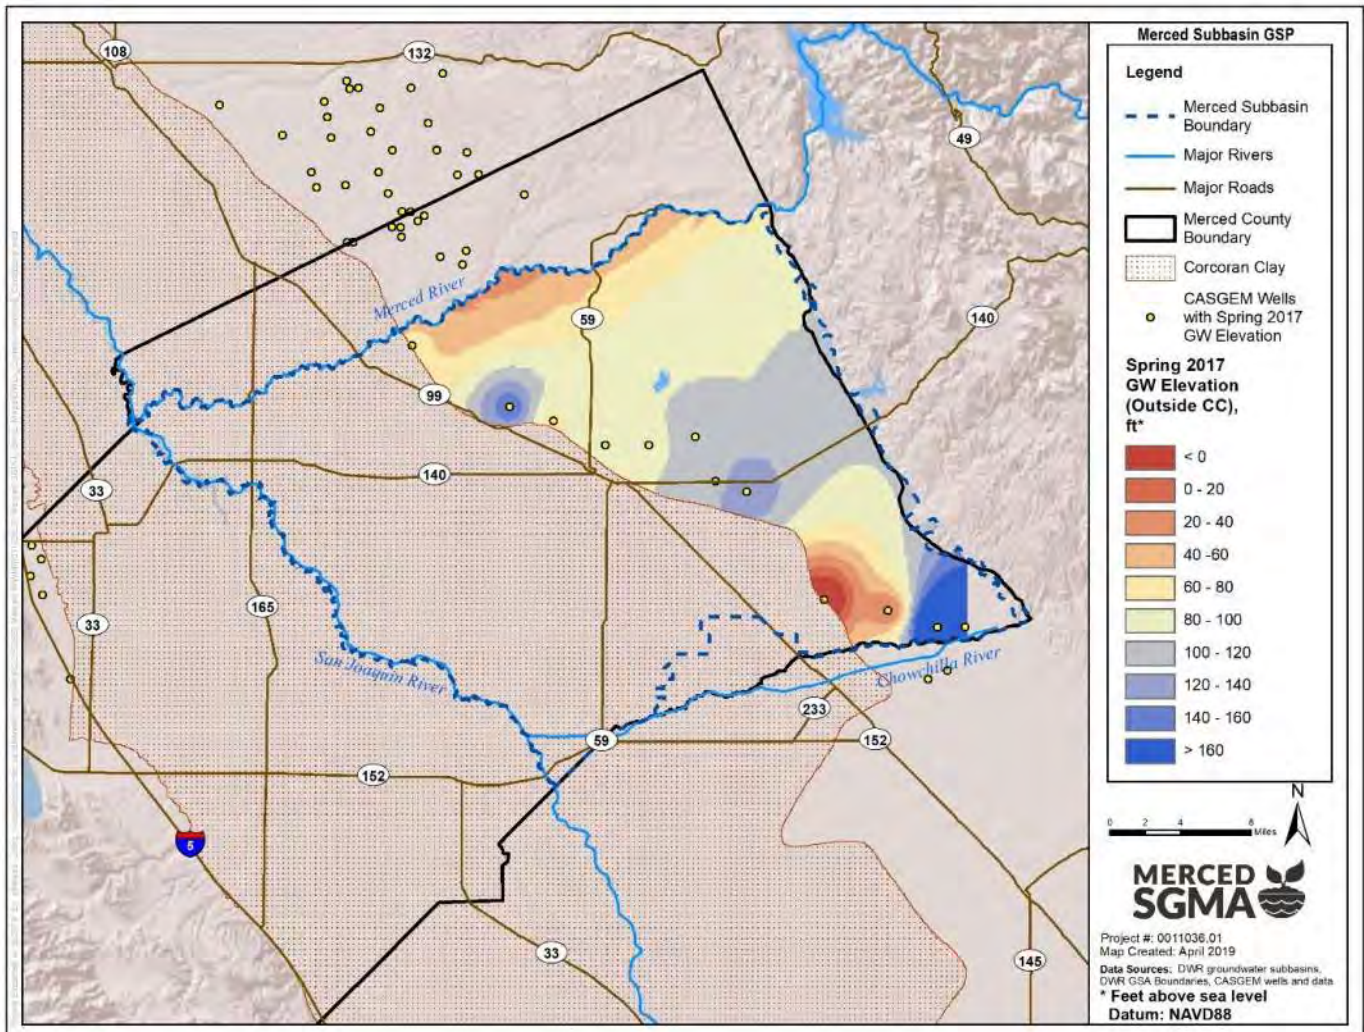 Merced Subbasin GSP
Legend
Merced Subbasin
Boundary
Major Rivers
Major Roads
Merced County
Boundary
Corcoran Clay
CASGEM Wells
with Spring 2017
GW Elevation
Spring 2017
GW Elevation
(Outside CC),
ft*
< 0
0 - 20
20 - 40
40 -60
60 - 80
80 - 100
100 - 120
120 - 140
140 - 160
> 160
N
0 2 4 8 Miles
MERCED
SGMA
Project #: 0011036.01
Map Created: April 2019
Data Sources: DWR groundwater subbasins,
DWR GSA Boundaries, CASGEM wells and data
* Feet above sea level
Datum: NAVD88
108
132
49
Merced River
59
140
99
140
33
165
33
San Joaquin River
Chowchilla River
233
59
152
152
5
33
145